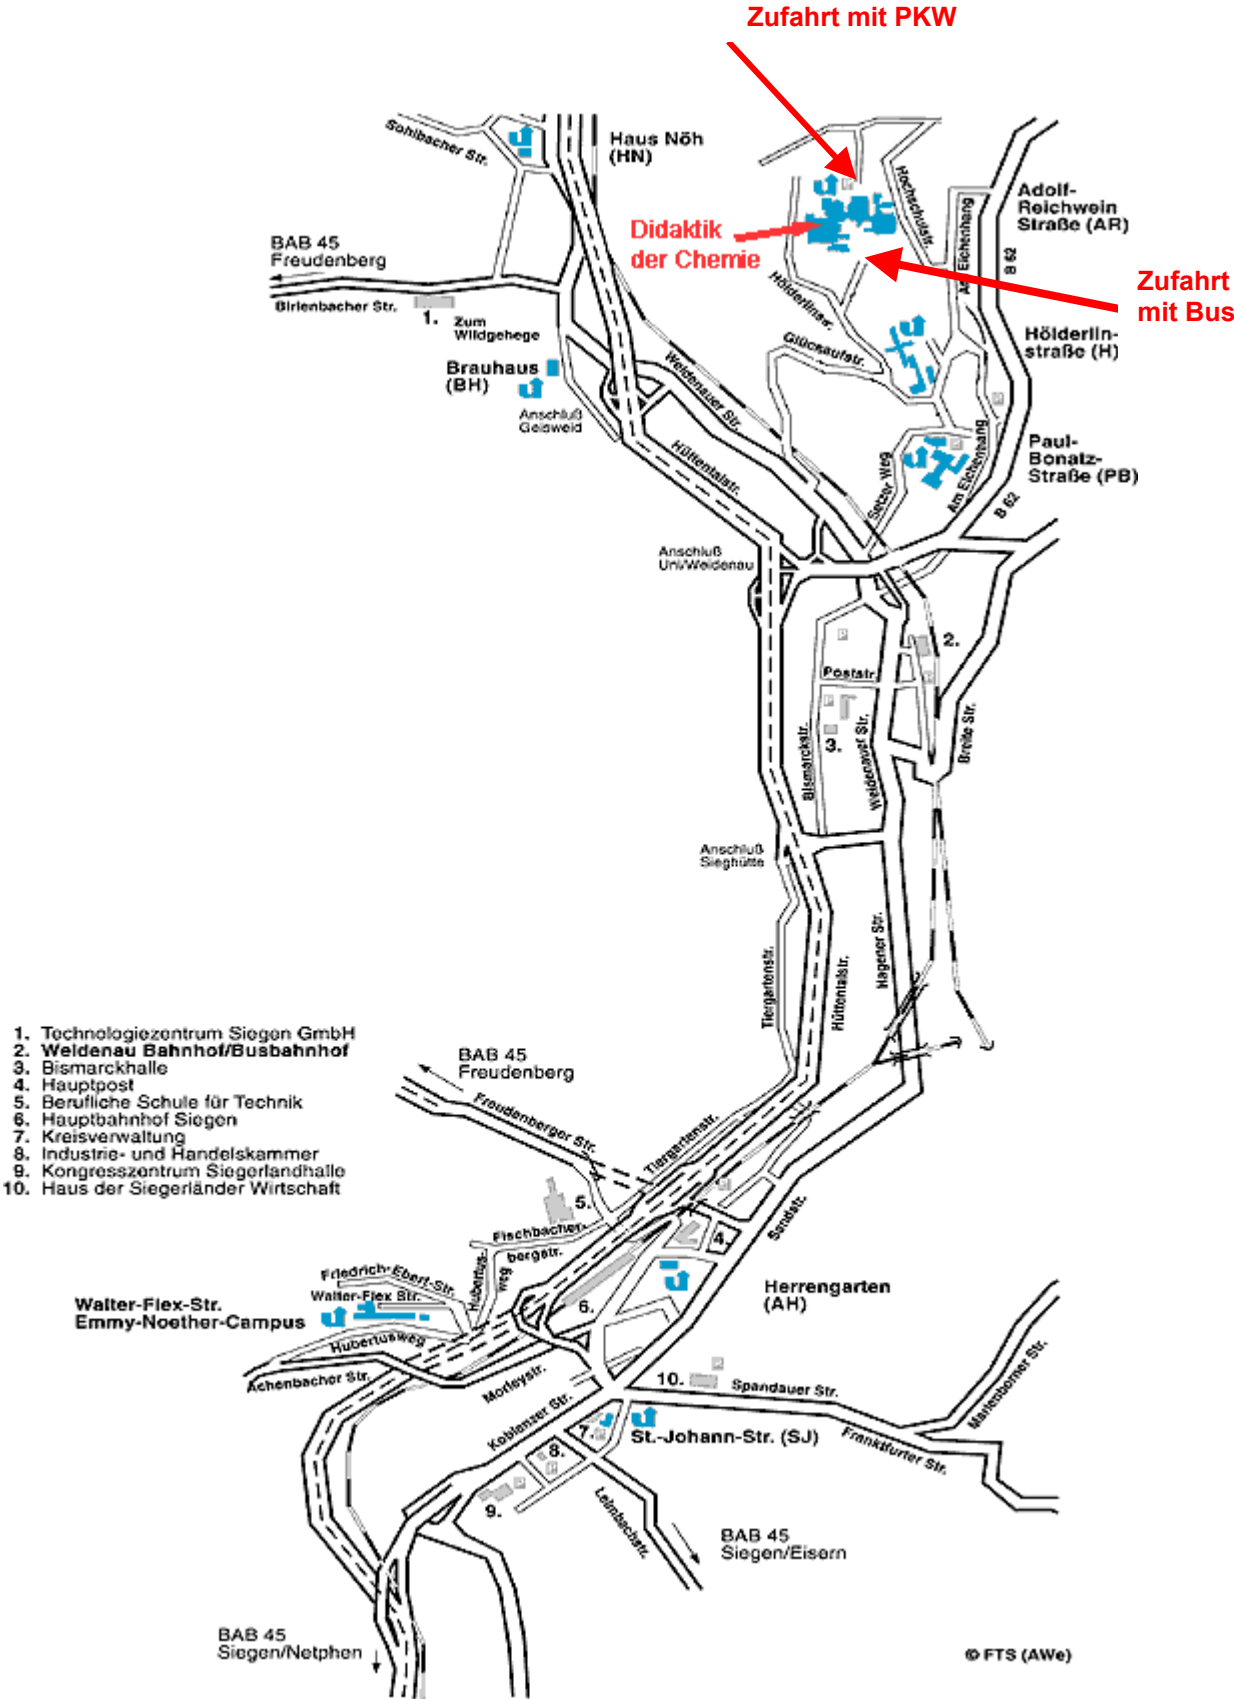 Zufahrt mit PKW
Sohlbacher Str.
Haus Nöh
(HN)
Hochschulstr.
Adolf-
Reichwein
Straße (AR)
Am Eichenhang
B 62
Didaktik
der Chemie
BAB 45
Freudenberg
Zufahrt
mit Bus
Birlenbacher Str.
1.
Zum
Wildgehege
Hölderlinstr.
Glückaufstr.
Hölderlin-
straße (H)
Brauhaus
(BH)
Weidenauer Str.
Anschluß
Geisweid
Hüttentalstr.
Setzer Weg
Am Eichenhang
Paul-
Bonatz-
Straße (PB)
B 62
Anschluß
Uni/Weidenau
2.
Poststr.
Bismarckstr.
3.
Weidenauer Str.
Breite Str.
Anschluß
Sieghütte
Tiergartenstr.
Hüttentalstr.
Hagener Str.
1. Technologiezentrum Siegen GmbH
2. Weidenau Bahnhof/Busbahnhof
3. Bismarckhalle
4. Hauptpost
5. Berufliche Schule für Technik
6. Hauptbahnhof Siegen
7. Kreisverwaltung
8. Industrie- und Handelskammer
9. Kongresszentrum Siegerlandhalle
10. Haus der Siegerländer Wirtschaft
BAB 45
Freudenberg
Freudenberger Str.
Tiergartenstr.
5.
Fischbacher-
bergstr.
Hubertus-
weg
4.
Sandstr.
Friedrich-Ebert-Str.
Walter-Flex Str.
Walter-Flex-Str.
Emmy-Noether-Campus
6.
Herrengarten
(AH)
Hubertusweg
Achenbacher Str.
Morleystr.
Koblenzer Str.
10.
Spandauer Str.
Marienborner Str.
7.
St.-Johann-Str. (SJ)
Franktfurter Str.
8.
9.
Leimbachstr.
BAB 45
Siegen/Eisern
BAB 45
Siegen/Netphen
© FTS (AWe)